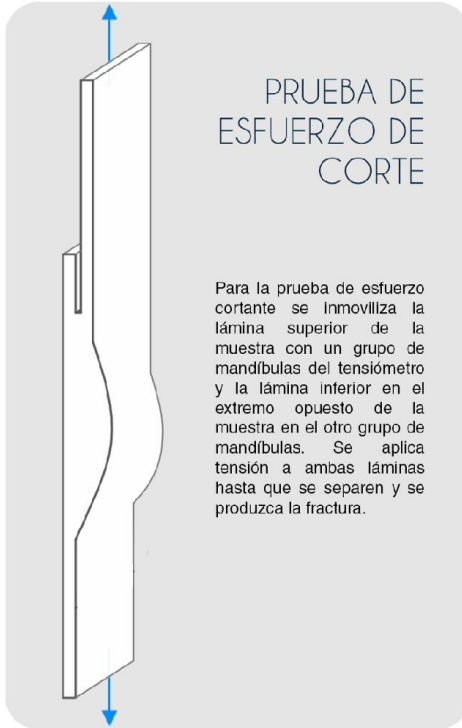 PRUEBA DE
ESFUERZO DE
CORTE
Para la prueba de esfuerzo
cortante se inmoviliza la
lámina superior de la
muestra con un grupo de
mandíbulas del tensiómetro
y la lámina inferior en el
extremo opuesto de la
muestra en el otro grupo de
mandíbulas. Se aplica
tensión a ambas láminas
hasta que se separen y se
produzca la fractura.